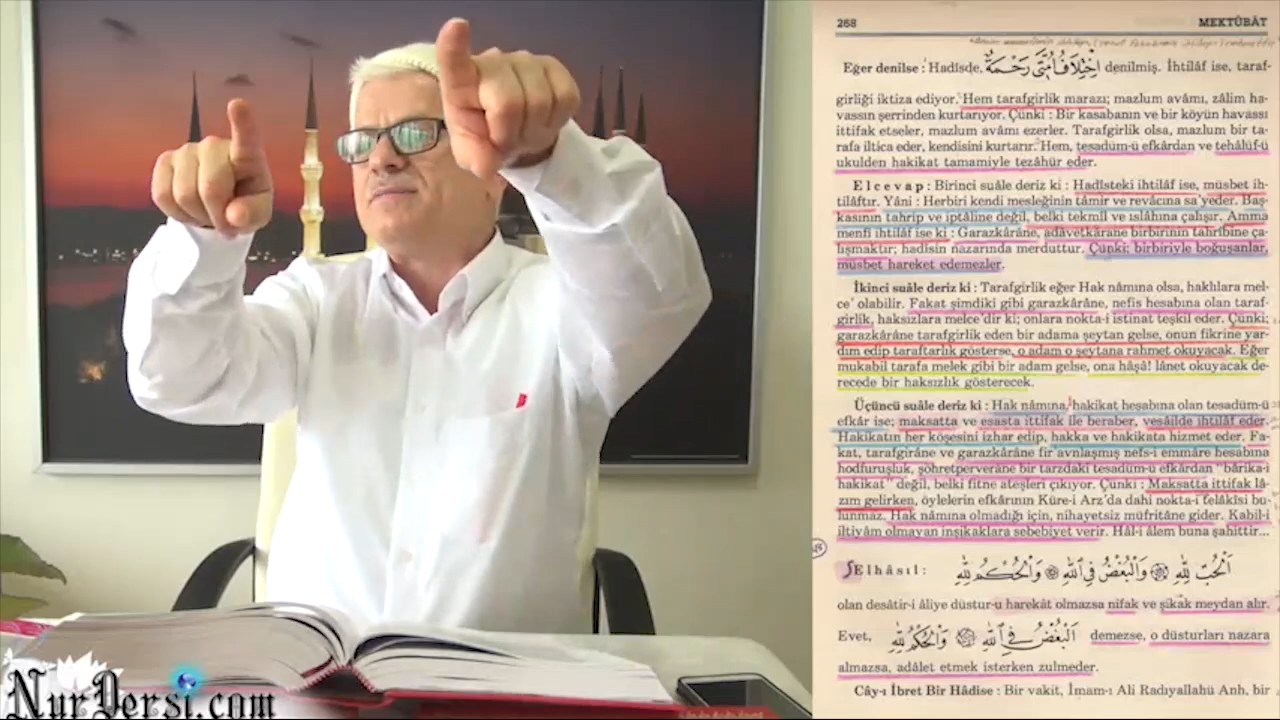 268 MEKTÛBÂT
Eğer denilse : Hadîsde, اِخْتِلَافُ اُمَّتِى رَحْمَةٌ denilmiş. İhtilâf ise, taraf-
girliği iktiza ediyor. Hem tarafgirlik marazı; mazlum avâmı, zâlim ha-
vassın şerrinden kurtarıyor. Çünki : Bir kasabanın ve bir köyün havassı
ittifak etseler, mazlum avâmı ezerler. Tarafgirlik olsa, mazlum bir ta-
rafa iltica eder, kendisini kurtarır. Hem, tesadüm-ü efkârdan ve tehâlüf-ü
ukulden hakikat tamamiyle tezâhür eder.
Elcevap : Birinci suâle deriz ki : Hadîsteki ihtilâf ise, müsbet ih-
tilâftır. Yâni : Herbiri kendi mesleğinin tâmir ve revâcına sa'yeder. Baş-
kasının tahrip ve iptâline değil, belki tekmîl ve ıslâhına çalışır. Amma
menfi ihtilâf ise ki : Garazkârâne, adâvetkârâne birbirinin tahribine ça-
lışmaktır; hadîsin nazarında merduttur. Çünki; birbiriyle boğuşanlar,
müsbet hareket edemezler.
İkinci suâle deriz ki : Tarafgirlik eğer Hak nâmına olsa, haklılara mel-
ce' olabilir. Fakat şimdiki gibi garazkârâne, nefis hesabına olan taraf-
girlik, haksızlara melce'dir ki; onlara nokta-i istinat teşkil eder. Çünki;
garazkârâne tarafgirlik eden bir adama şeytan gelse, onun fikrine yar-
dım edip taraftarlık gösterse, o adam o şeytana rahmet okuyacak. Eğer
mukabil tarafa melek gibi bir adam gelse, ona hâşâ! lânet okuyacak de-
recede bir haksızlık gösterecek.
Üçüncü suâle deriz ki : Hak nâmına, hakikat hesabına olan tesadüm-ü
efkâr ise; maksatta ve esasta ittifak ile beraber, vesâilde ihtilâf eder.
Hakikatın her köşesini izhar edip, hakka ve hakikata hizmet eder. Fa-
kat, tarafgirâne ve garazkârâne fir'avnlaşmış nefs-i emmâre hesabına
hodfuruşluk, şöhretperverâne bir tarzdaki tesadüm-ü efkârdan "bârika-i
hakikat" değil, belki fitne ateşleri çıkıyor. Çünki : Maksatta ittifak lâ-
zım gelirken, öylelerin efkârının Küre-i Arz'da dahi nokta-i telâkîsi bu-
lunmaz. Hak nâmına olmadığı için, nihayetsiz müfritâne gider. Kabil-i
iltiyâm olmayan inşikaklara sebebiyet verir. Hâl-i âlem buna şahittir...
Elhâsıl : اَلْحُبُّ لِلّٰهِ وَالْبُغْضُ فِى اللّٰهِ وَالْحُكْمُ لِلّٰهِ
olan desâtir-i âliye düstur-u harekât olmazsa nifak ve şikak meydan alır.
Evet, اَلْبُغْضُ فِى اللّٰهِ وَالْحُكْمُ لِلّٰهِ demezse, o düsturları nazara
almazsa, adâlet etmek isterken zulmeder.
Cây-ı İbret Bir Hâdise : Bir vakit, İmam-ı Ali Radıyallâhü Anh, bir
NurDersi.com